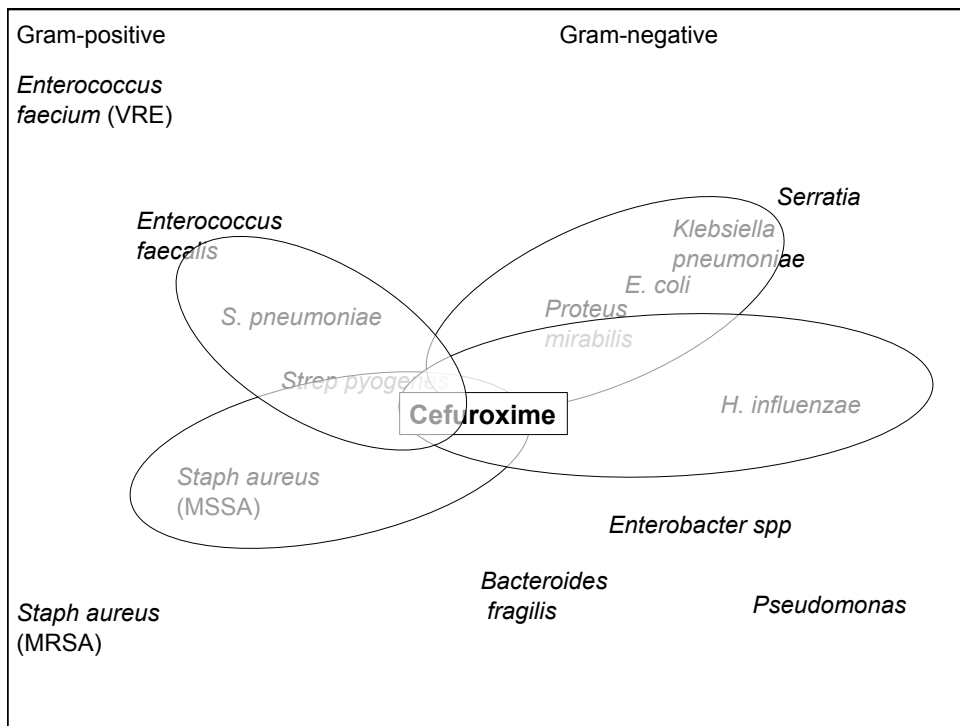 Gram-positive
Gram-negative
Enterococcus
faecium (VRE)
Serratia
Enterococcus
faecalis
Klebsiella
pneumoniae
E. coli
S. pneumoniae
Proteus
mirabilis
Strep pyogenes
Cefuroxime
H. influenzae
Staph aureus
(MSSA)
Enterobacter spp
Bacteroides
fragilis
Pseudomonas
Staph aureus
(MRSA)